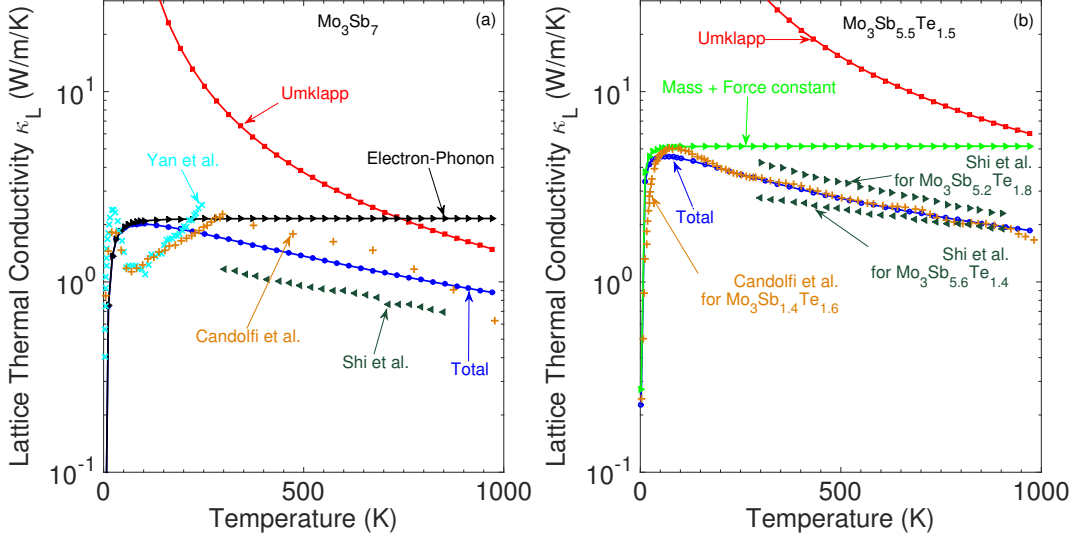 Mo3Sb7
(a)
Umklapp
Yan et al.
Electron-Phonon
Candolfi et al.
Shi et al.
Total
10^1
10^0
10^-1
0
500
1000
Temperature (K)
Lattice Thermal Conductivity κL (W/m/K)
(b)
Mo3Sb5.5Te1.5
Umklapp
Mass + Force constant
Shi et al.
for Mo3Sb5.2Te1.8
Total
Shi et al.
for Mo3Sb5.6Te1.4
Candolfi et al.
for Mo3Sb1.4Te1.6
10^1
10^0
10^-1
0
500
1000
Temperature (K)
Lattice Thermal Conductivity κL (W/m/K)